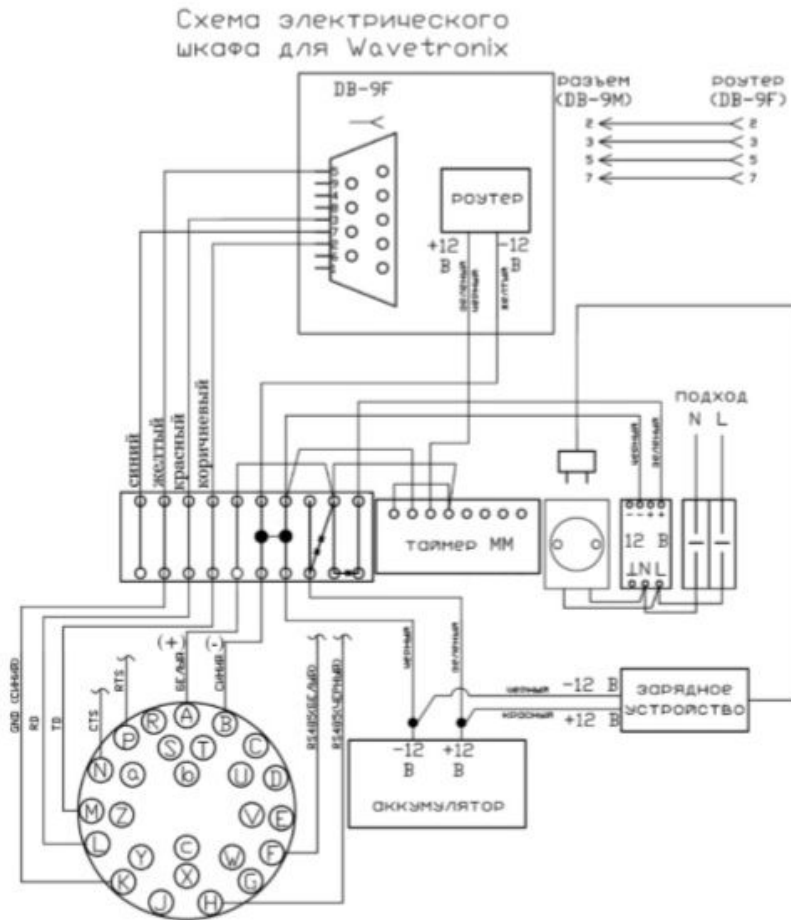 Схема электрического
шкафа для Wavetronix
DB-9F
разъем
(DB-9M)
роутер
(DB-9F)
2 2
3 3
5 5
7 7
роутер
+12 В
-12 В
зеленый
черный
желтый
синий
желтый
красный
коричневый
подход
N L
черный
зеленый
таймер ММ
- - + +
12 В
⊥ N L
GND (синий)
RD
TD
CTS
RTS
(+)
белый
(-)
синий
RS485(белый)
RS485(черный)
черный
зеленый
черный -12 В
красный +12 В
зарядное
устройство
-12 В
+12 В
аккумулятор
A
B
C
D
E
F
G
H
J
K
L
M
N
P
R
S
T
U
V
W
X
Y
Z
a
b
c